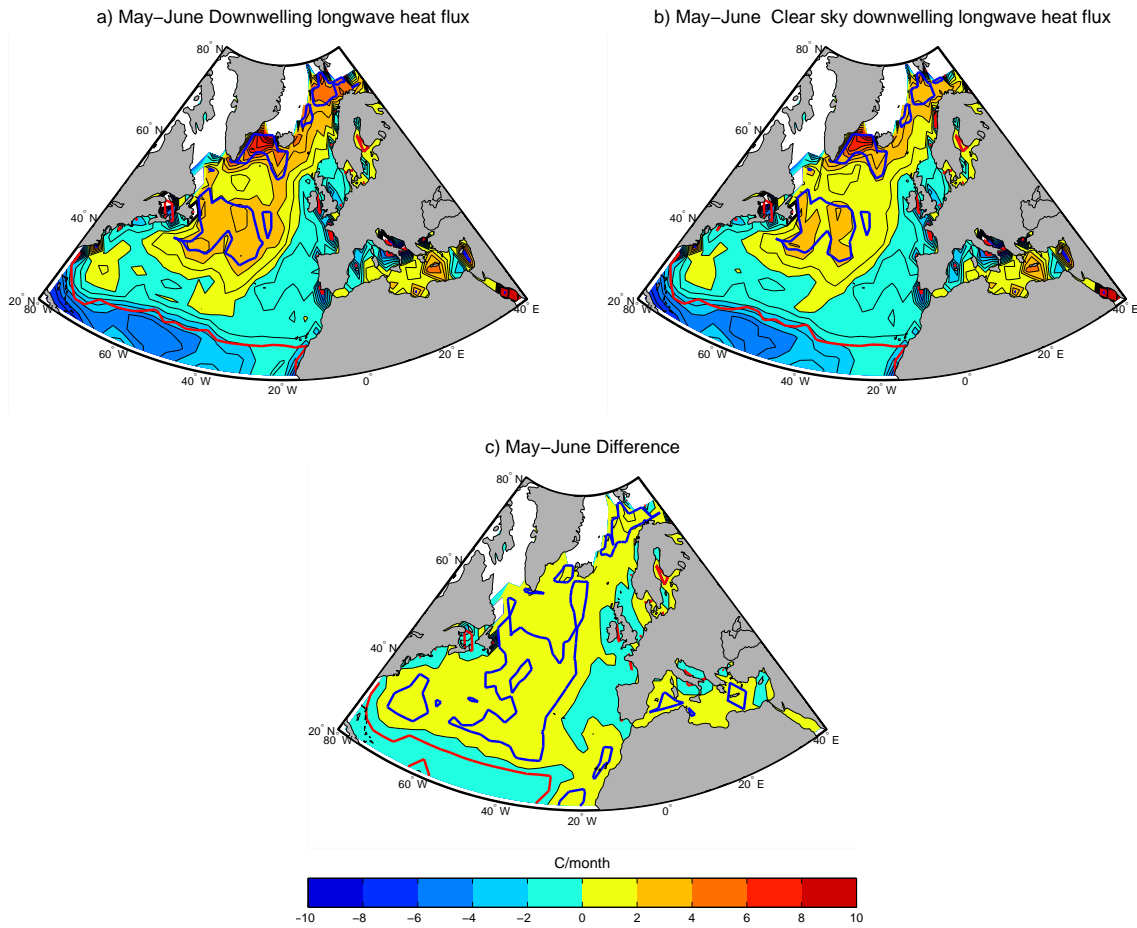 a) May−June Downwelling longwave heat flux
80° N
60° N
40° N
20° N
80° W
60° W
40° W
20° W
0°
20° E
40° E
b) May−June Clear sky downwelling longwave heat flux
80° N
60° N
40° N
20° N
80° W
60° W
40° W
20° W
0°
20° E
40° E
c) May−June Difference
80° N
60° N
40° N
20° N
80° W
60° W
40° W
20° W
0°
20° E
40° E
C/month
−10 −8 −6 −4 −2 0 2 4 6 8 10